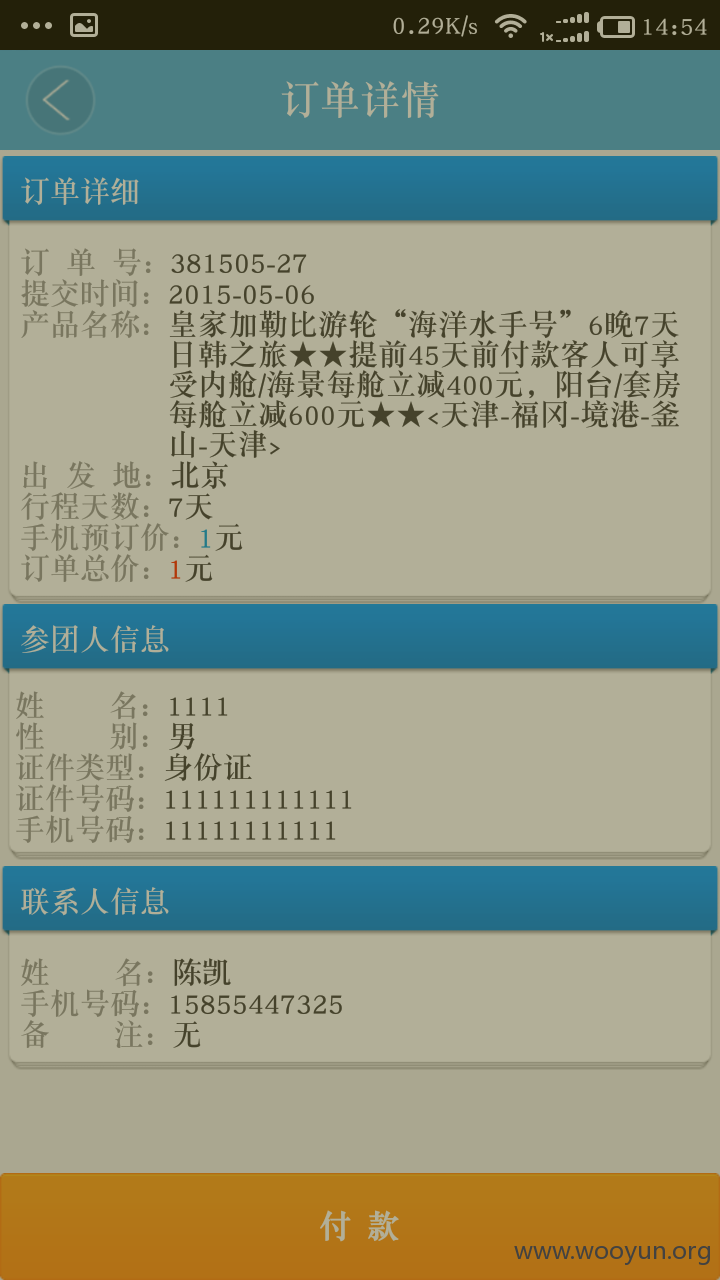 0.29K/s 1× 14:54
订单详情
订单详细
订 单 号：381505-27
提交时间：2015-05-06
产品名称：皇家加勒比游轮“海洋水手号”6晚7天
日韩之旅★★提前45天前付款客人可享
受内舱/海景每舱立减400元，阳台/套房
每舱立减600元★★<天津-福冈-境港-釜
山-天津>
出 发 地：北京
行程天数：7天
手机预订价：1元
订单总价：1元
参团人信息
姓 名：1111
性 别：男
证件类型：身份证
证件号码：111111111111
手机号码：11111111111
联系人信息
姓 名：陈凯
手机号码：15855447325
备 注：无
付 款
www.wooyun.org